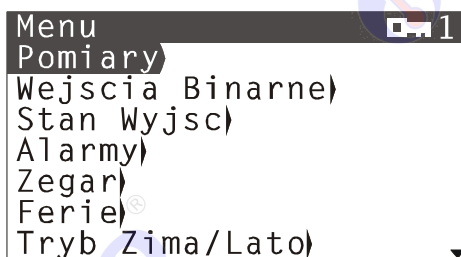 Menu 1
Pomiary
Wejscia Binarne
Stan Wyjsc
Alarmy
Zegar
Ferie
Tryb Zima/Lato